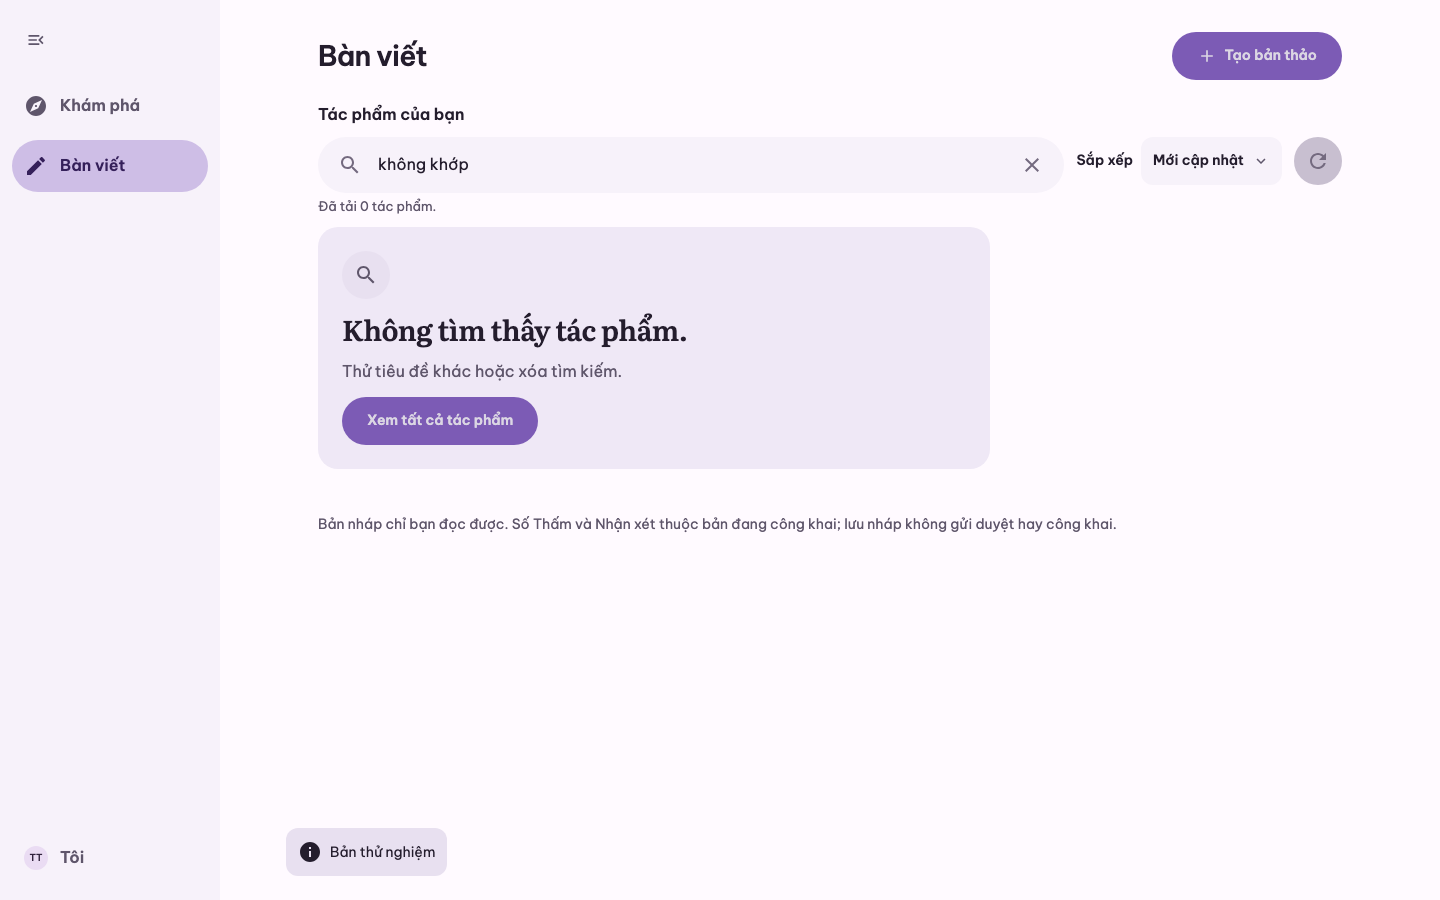 Khám phá
Bàn viết
TT Tôi
Bàn viết
Tạo bản thảo
Tác phẩm của bạn
không khớp
Sắp xếp
Mới cập nhật
Đã tải 0 tác phẩm.
Không tìm thấy tác phẩm.
Thử tiêu đề khác hoặc xóa tìm kiếm.
Xem tất cả tác phẩm
Bản nháp chỉ bạn đọc được. Số Thấm và Nhận xét thuộc bản đang công khai; lưu nháp không gửi duyệt hay công khai.
Bản thử nghiệm